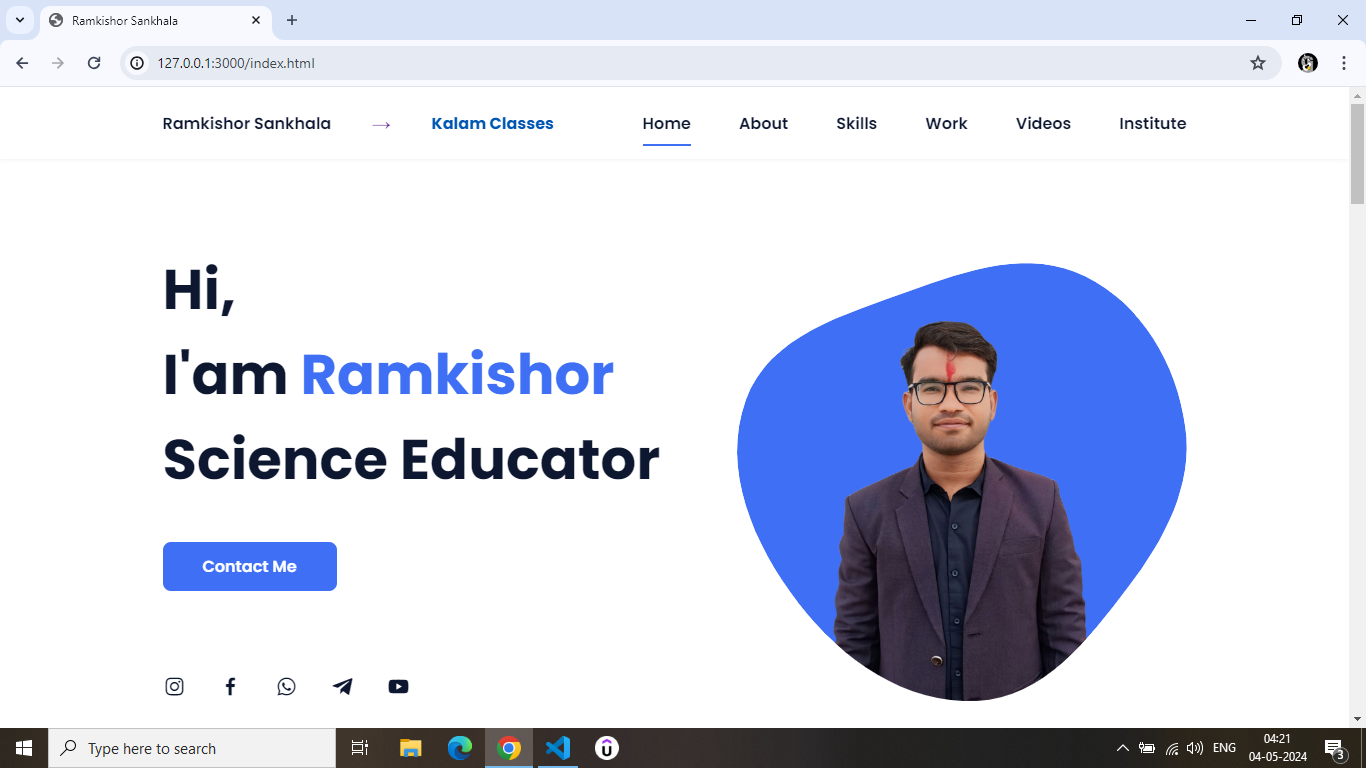 Ramkishor Sankhala
127.0.0.1:3000/index.html
Ramkishor Sankhala → Kalam Classes Home About Skills Work Videos Institute
Hi,
I'am Ramkishor
Science Educator
Contact Me
Type here to search
ENG
04:21
04-05-2024
3